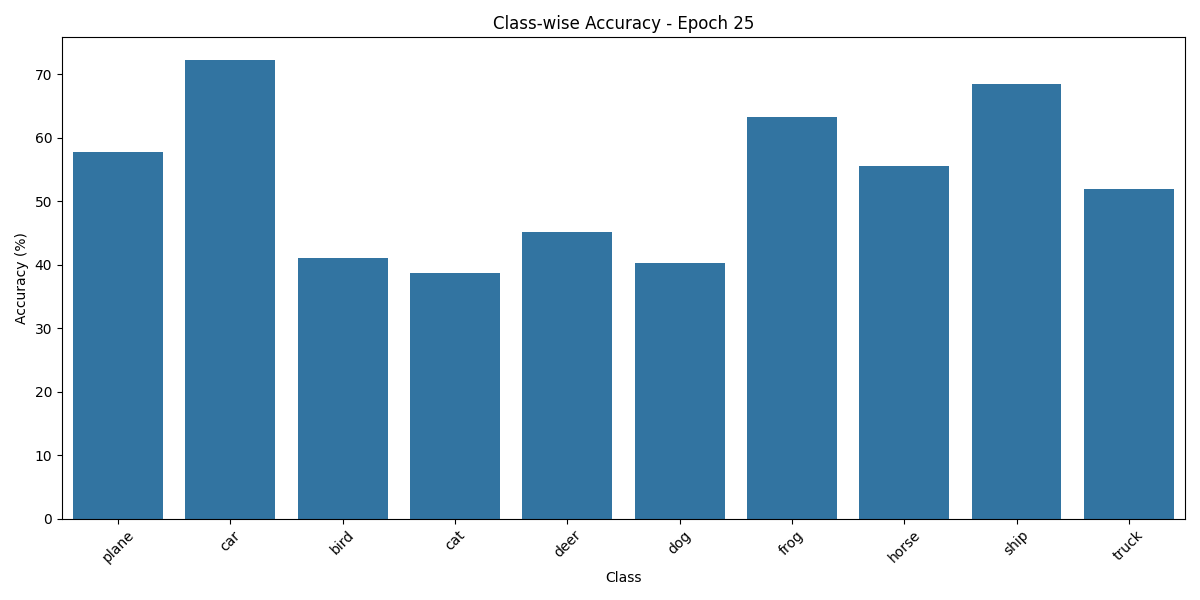 Class-wise Accuracy - Epoch 25
Accuracy (%)
70
60
50
40
30
20
10
0
plane
car
bird
cat
deer
dog
frog
horse
ship
truck
Class